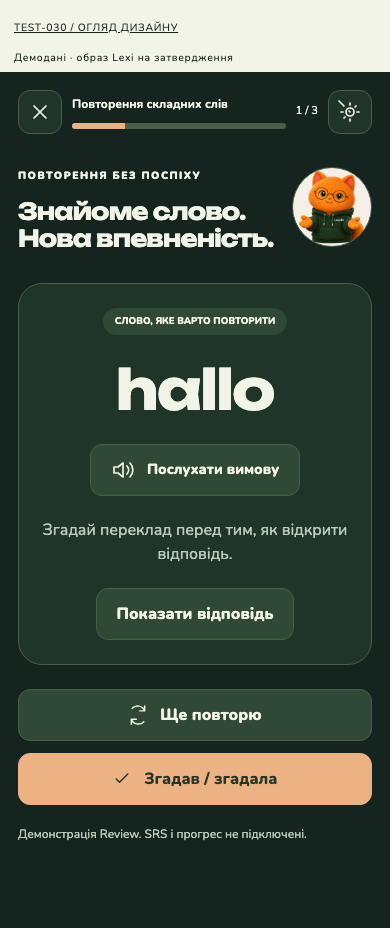 TEST-030 / ОГЛЯД ДИЗАЙНУ
Демодані · образ Lexi на затвердження
Повторення складних слів
1 / 3
ПОВТОРЕННЯ БЕЗ ПОСПІХУ
Знайоме слово.
Нова впевненість.
СЛОВО, ЯКЕ ВАРТО ПОВТОРИТИ
hallo
Послухати вимову
Згадай переклад перед тим, як відкрити
відповідь.
Показати відповідь
Ще повторю
Згадав / згадала
Демонстрація Review. SRS і прогрес не підключені.